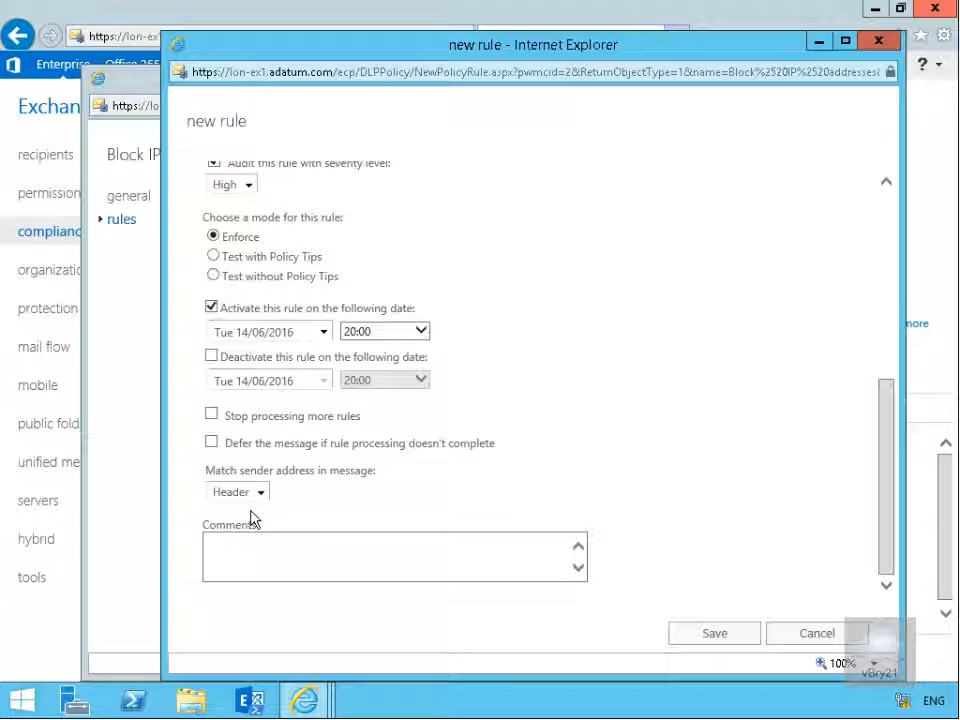 https://lon-ex
Enterprise Office 365
Exchan
recipients
permission
complianc
organizatio
protection
mail flow
mobile
public fold
unified me
servers
hybrid
tools
https://lo
Block IP
general
rules
new rule - Internet Explorer
https://lon-ex1.adatum.com/ecp/DLPPolicy/NewPolicyRule.aspx?pwmcid=2&ReturnObjectType=1&name=Block%2520IP%2520addresses&
new rule
Audit this rule with severity level:
High
Choose a mode for this rule:
Enforce
Test with Policy Tips
Test without Policy Tips
Activate this rule on the following date:
Tue 14/06/2016 20:00
Deactivate this rule on the following date:
Tue 14/06/2016 20:00
Stop processing more rules
Defer the message if rule processing doesn't complete
Match sender address in message:
Header
Comments
Save Cancel
100%
more
?
vBry21
ENG